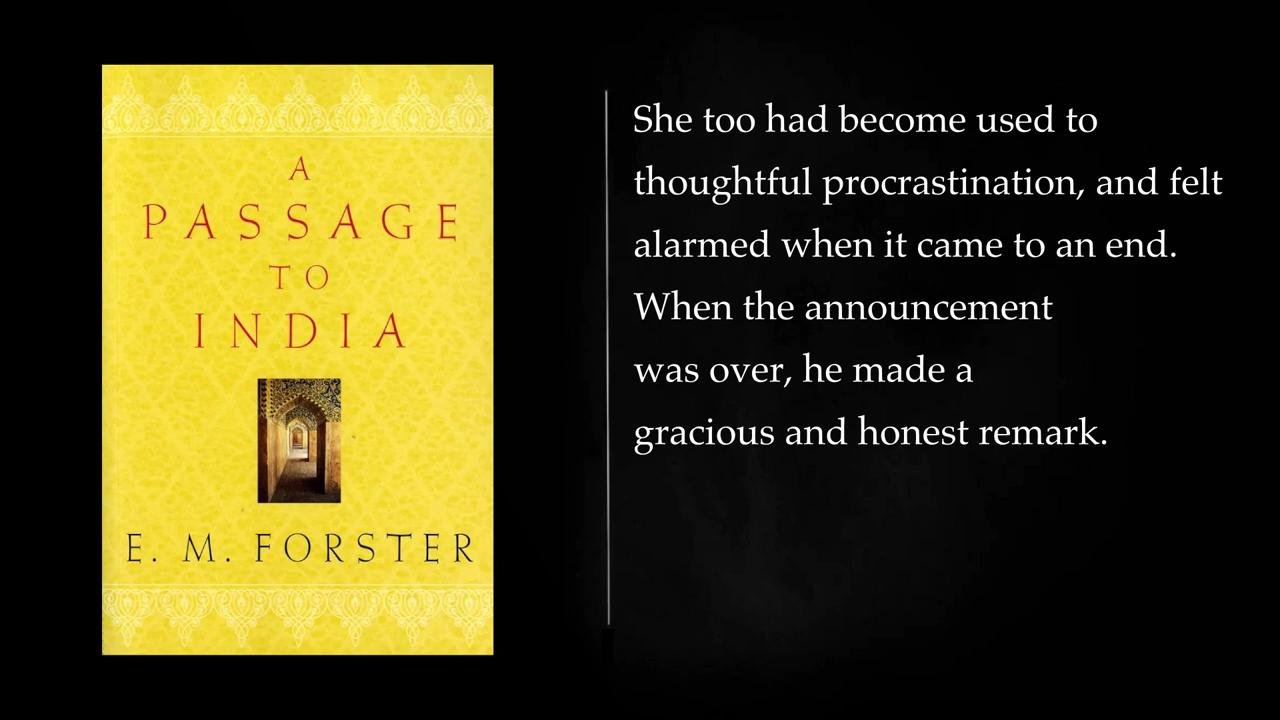 A
PASSAGE
TO
INDIA
E. M. FORSTER
She too had become used to
thoughtful procrastination, and felt
alarmed when it came to an end.
When the announcement
was over, he made a
gracious and honest remark.